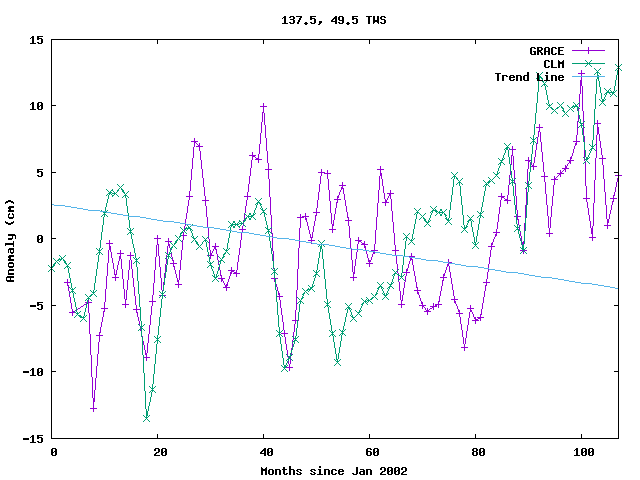 137.5, 49.5 TWS
GRACE
CLM
Trend Line
15
10
5
0
-5
-10
-15
Anomaly (cm)
0 20 40 60 80 100
Months since Jan 2002